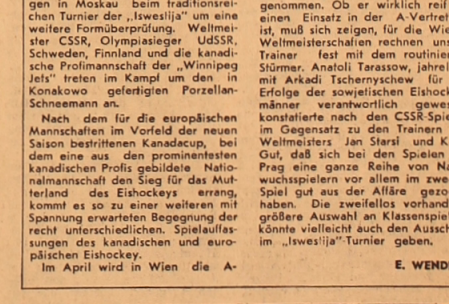 gen in Moskau beim traditionsrei-
chen Turnier der „Isweslija" um eine
weitere Formüberprüfung. Weltmei-
ster CSSR, Olympiasieger UdSSR,
Schweden, Finnland und die kanadi-
sche Profimannschaft der „Winnipeg
Jets" treten im Kampf um den in
Konakowo gefertigten Porzellan-
Schneemann an.
Nach dem für die europäischen
Mannschaften im Vorfeld der neuen
Saison bestrittenen Kanadacup, bei
dem eine aus den prominentesten
kanadischen Profis gebildete Natio-
nalmannschaft den Sieg für das Mut-
terland des Eishockeys errang,
kommt es so zu einer weiteren mit
Spannung erwarteten Begegnung der
recht unterschiedlichen. Spielauffas-
sungen des kanadischen und euro-
päischen Eishockey.
Im April wird in Wien die A-
genommen. Ob er wirklich reif
einen Einsatz in der A-Vertret
ist, muß sich zeigen, für die Wie
Weltmeisterschaften rechnen uns
Trainer fest mit dem routinier
Stürmer. Anatoli Tarassow, jahrel
mit Arkadi Tschernyschew für
Erfolge der sowjetischen Eishock
männer verantwortlich gewes
konstatierte nach den CSSR-Spie
im Gegensatz zu den Trainern
Weltmeisters Jan Starsi und K
Gut, daß sich bei den Spielen
Prag eine ganze Reihe von Na
wuchsspielern vor allem im zwe
Spiel gut aus der Affäre gezo
haben. Die zweifellos vorhand
größere Auswahl an Klassenspie
könnte vielleicht auch den Aussch
im „Isweslija"-Turnier geben.
E. WEND